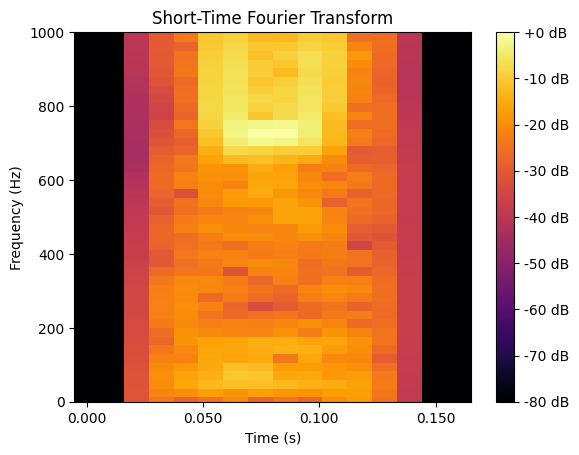 Short-Time Fourier Transform
Frequency (Hz)
1000
800
600
400
200
0
0.000
0.050
0.100
0.150
Time (s)
+0 dB
-10 dB
-20 dB
-30 dB
-40 dB
-50 dB
-60 dB
-70 dB
-80 dB